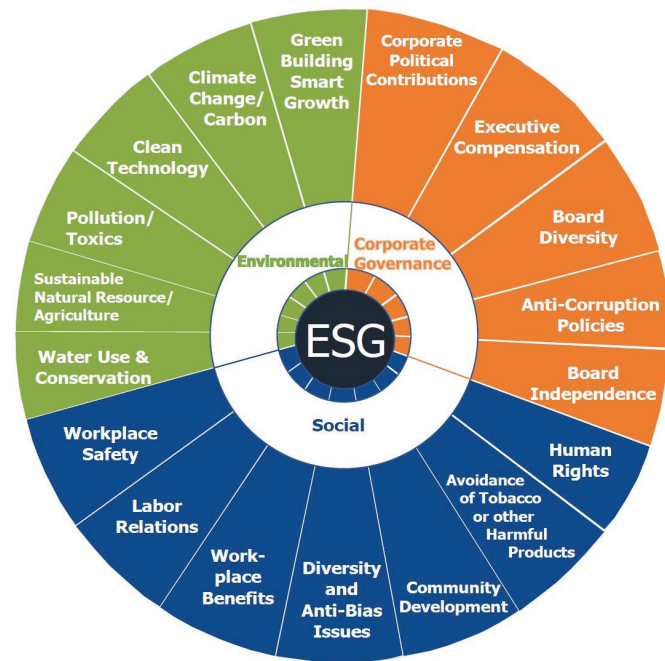 Green
Building
Smart
Growth
Corporate
Political
Contributions
Executive
Compensation
Board
Diversity
Anti-Corruption
Policies
Board
Independence
Human
Rights
Avoidance
of Tobacco
or other
Harmful
Products
Community
Development
Diversity
and
Anti-Bias
Issues
Work-
place
Benefits
Labor
Relations
Workplace
Safety
Water Use &
Conservation
Sustainable
Natural Resource/
Agriculture
Pollution/
Toxics
Clean
Technology
Climate
Change/
Carbon
Environmental
Corporate
Governance
ESG
Social